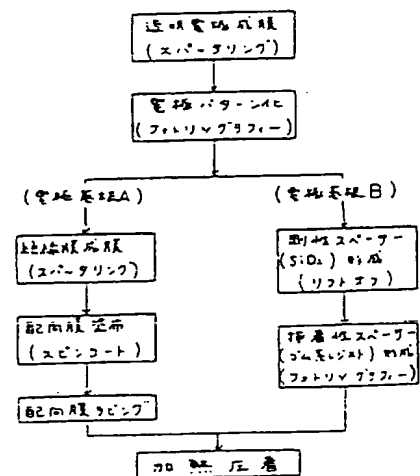 透明電極成膜
(スパータリング)
電極パターン化
(フォトリソグラフィー)
(電極基板A)
(電極基板B)
絶縁膜成膜
(スパータリング)
剛性スペーサー
(SiO₂) 形成
(リフトオフ)
配向膜塗布
(スピンコート)
接着性スペーサー
(ゴム系レジスト) 形成
(フォトリソグラフィー)
配向膜ラビング
加熱圧着